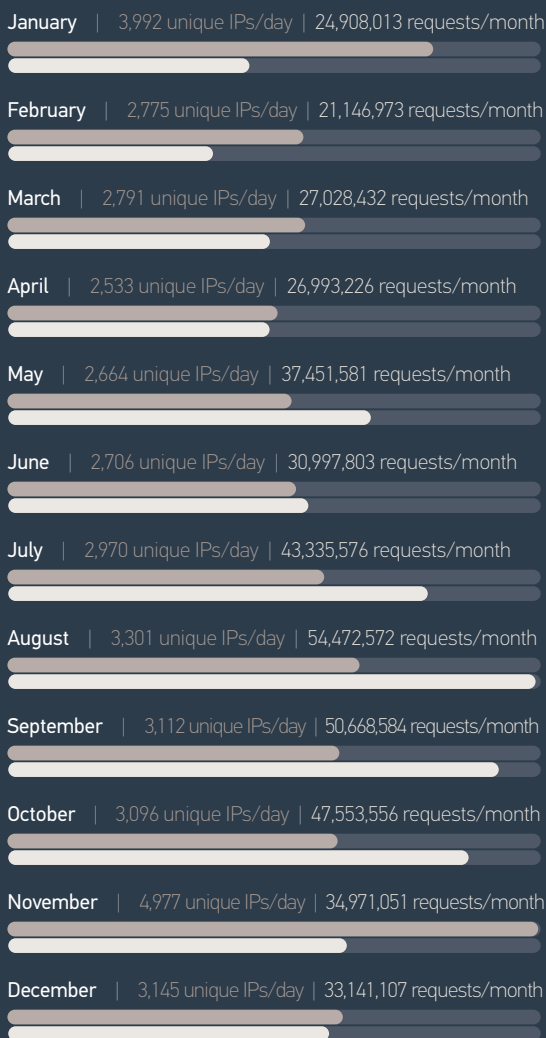 January | 3,992 unique IPs/day | 24,908,013 requests/month
February | 2,775 unique IPs/day | 21,146,973 requests/month
March | 2,791 unique IPs/day | 27,028,432 requests/month
April | 2,533 unique IPs/day | 26,993,226 requests/month
May | 2,664 unique IPs/day | 37,451,581 requests/month
June | 2,706 unique IPs/day | 30,997,803 requests/month
July | 2,970 unique IPs/day | 43,335,576 requests/month
August | 3,301 unique IPs/day | 54,472,572 requests/month
September | 3,112 unique IPs/day | 50,668,584 requests/month
October | 3,096 unique IPs/day | 47,553,556 requests/month
November | 4,977 unique IPs/day | 34,971,051 requests/month
December | 3,145 unique IPs/day | 33,141,107 requests/month